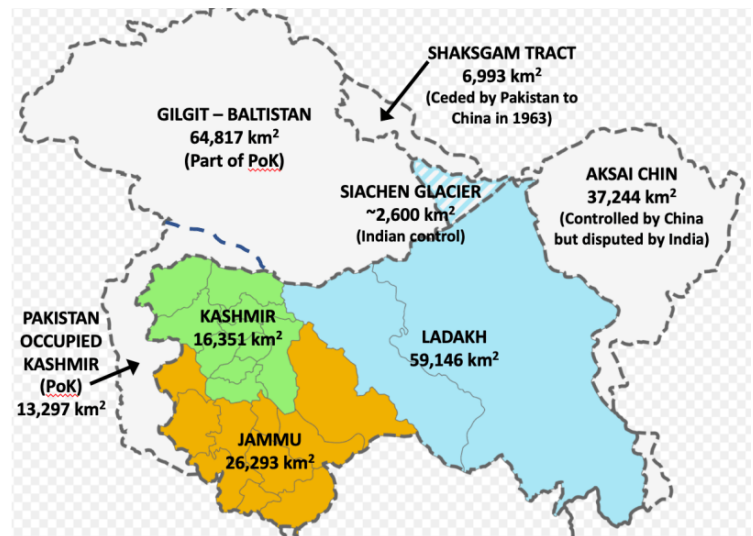 SHAKSGAM TRACT
6,993 km²
(Ceded by Pakistan to
China in 1963)
GILGIT – BALTISTAN
64,817 km²
(Part of PoK)
AKSAI CHIN
37,244 km²
(Controlled by China
but disputed by India)
SIACHEN GLACIER
~2,600 km²
(Indian control)
KASHMIR
16,351 km²
PAKISTAN
OCCUPIED
KASHMIR
(PoK)
13,297 km²
LADAKH
59,146 km²
JAMMU
26,293 km²